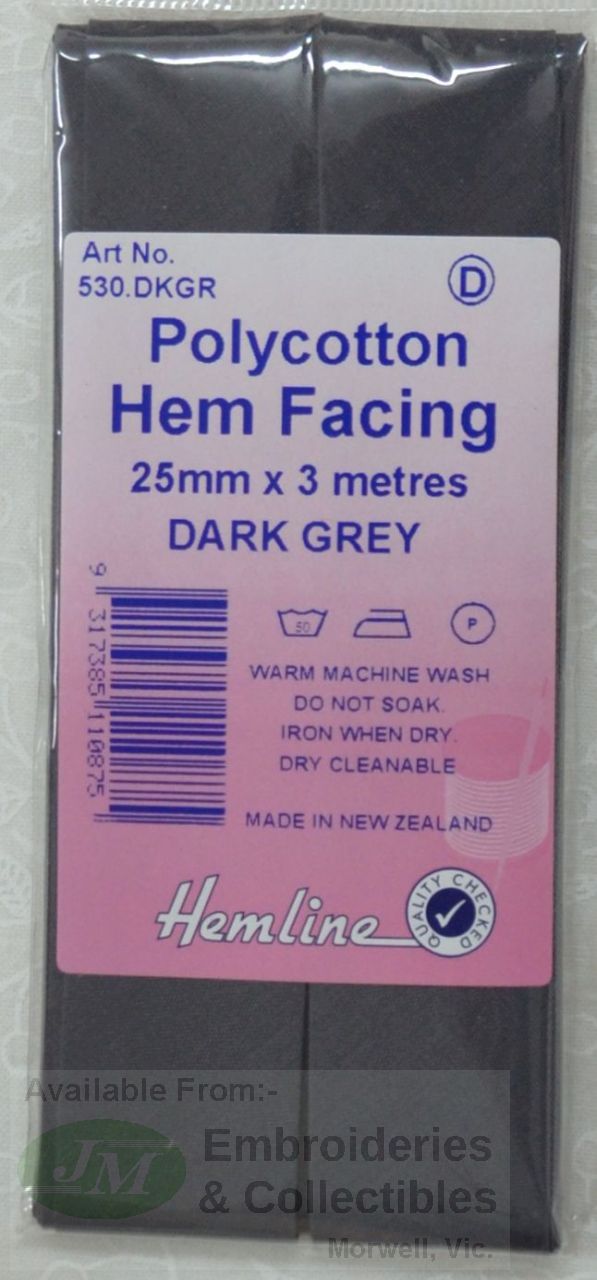 Art No.
530.DKGR
D
Polycotton
Hem Facing
25mm x 3 metres
DARK GREY
9 317385 110875
50
P
WARM MACHINE WASH
DO NOT SOAK.
IRON WHEN DRY.
DRY CLEANABLE
MADE IN NEW ZEALAND
Hemline
QUALITY CHECKED
Available From:-
JM
Embroideries
& Collectibles
Morwell, Vic.